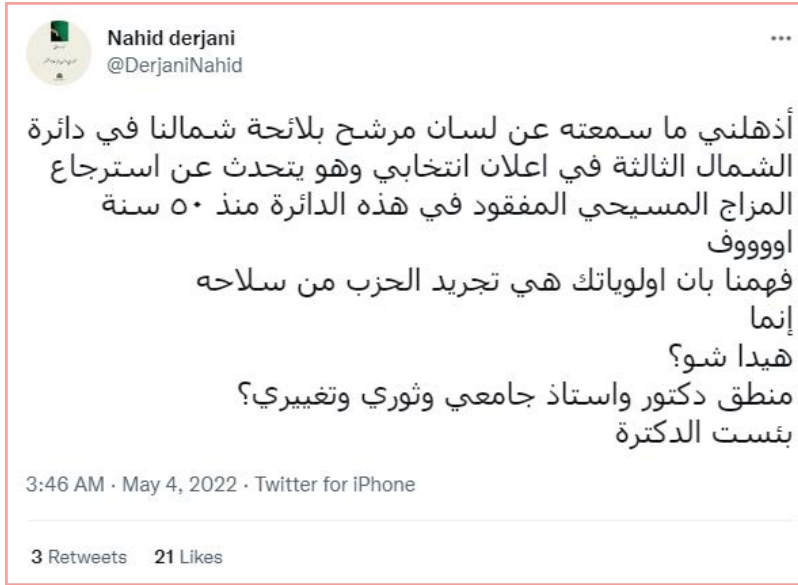 Nahid derjani
@DerjaniNahid
أذهلني ما سمعته عن لسان مرشح بلائحة شمالنا في دائرة
الشمال الثالثة في اعلان انتخابي وهو يتحدث عن استرجاع
المزاج المسيحي المفقود في هذه الدائرة منذ ٥٠ سنة
اووووف
فهمنا بان اولوياتك هي تجريد الحزب من سلاحه
إنما
هيدا شو؟
منطق دكتور واستاذ جامعي وثوري وتغييري؟
بئست الدكترة
3:46 AM · May 4, 2022 · Twitter for iPhone
3 Retweets 21 Likes